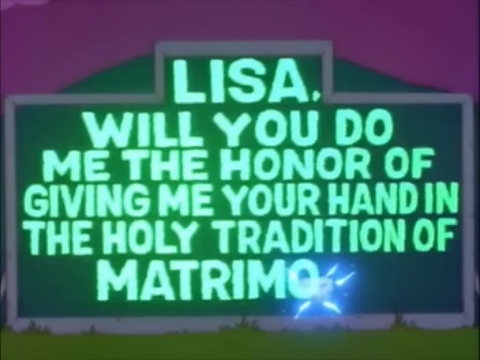 LISA,
WILL YOU DO
ME THE HONOR OF
GIVING ME YOUR HAND IN
THE HOLY TRADITION OF
MATRIMO